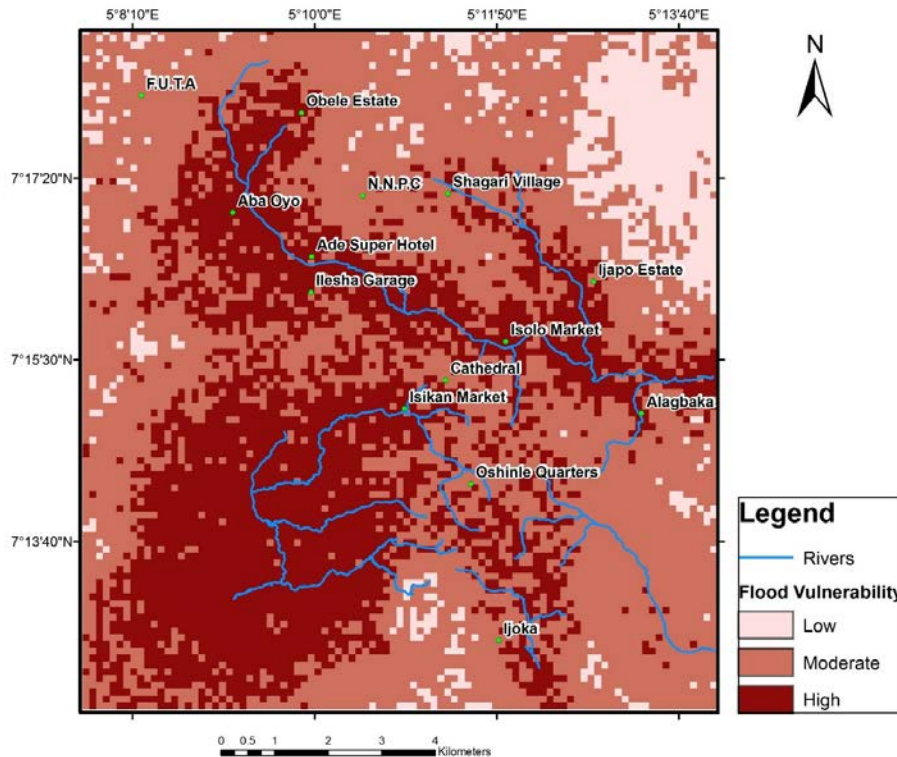 5°8'10"E 5°10'0"E 5°11'50"E 5°13'40"E
N
F.U.T.A
Obele Estate
7°17'20"N
N.N.P.C
Shagari Village
Aba Oyo
Ade Super Hotel
Ilesha Garage
Ijapo Estate
Isolo Market
7°15'30"N
Cathedral
Isikan Market
Alagbaka
Oshinle Quarters
7°13'40"N
Ijoka
Legend
Rivers
Flood Vulnerability
Low
Moderate
High
0 0.5 1 2 3 4
Kilometers